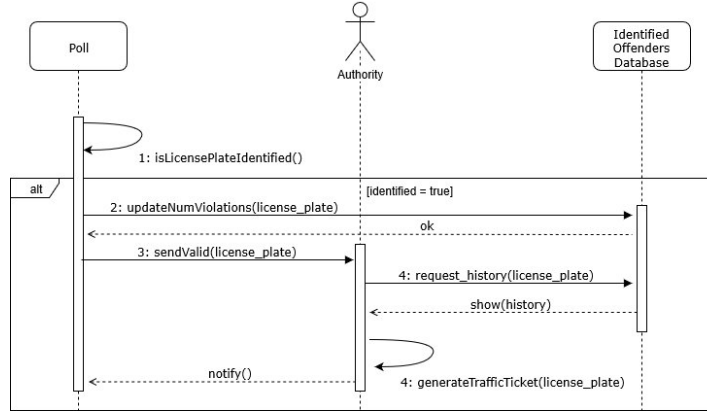 Poll
Authority
Identified
Offenders
Database
1: isLicensePlateIdentified()
alt
[identified = true]
2: updateNumViolations(license_plate)
ok
3: sendValid(license_plate)
4: request_history(license_plate)
show(history)
notify()
4: generateTrafficTicket(license_plate)